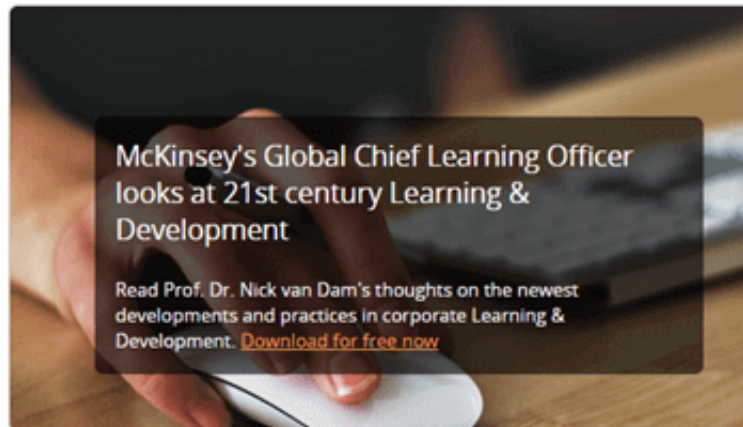 McKinsey's Global Chief Learning Officer
looks at 21st century Learning &
Development
Read Prof. Dr. Nick van Dam's thoughts on the newest
developments and practices in corporate Learning &
Development. Download for free now